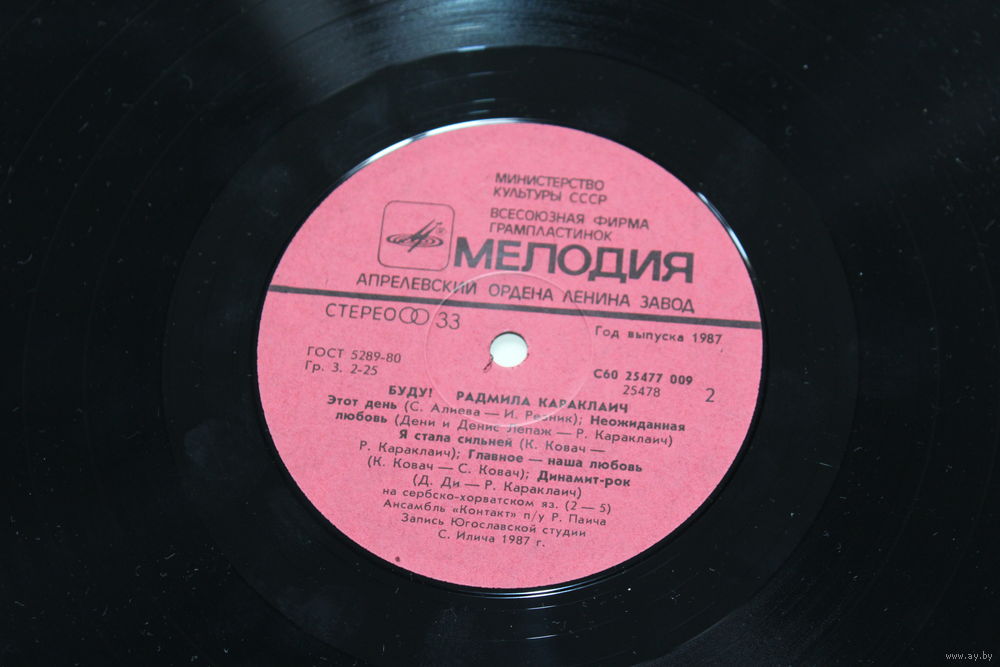 МИНИСТЕРСТВО
КУЛЬТУРЫ СССР
ВСЕСОЮЗНАЯ ФИРМА
ГРАМПЛАСТИНОК
МЕЛОДИЯ
АПРЕЛЕВСКИЙ ОРДЕНА ЛЕНИНА ЗАВОД
СТЕРЕО 33
Год выпуска 1987
ГОСТ 5289-80
Гр. 3. 2-25
С60 25477 009
25478
2
БУДУ! РАДМИЛА КАРАКЛАИЧ
Этот день (С. Алиева — И. Резник); Неожиданная
любовь (Дени и Денис Лепаж — Р. Караклаич)
Я стала сильней (К. Ковач —
Р. Караклаич); Главное — наша любовь
(К. Ковач — С. Ковач); Динамит-рок
(Д. Ди — Р. Караклаич)
на сербско-хорватском яз. (2 — 5)
Ансамбль «Контакт» п/у Р. Паича
Запись Югославской студии
С. Илича 1987 г.
www.ay.by